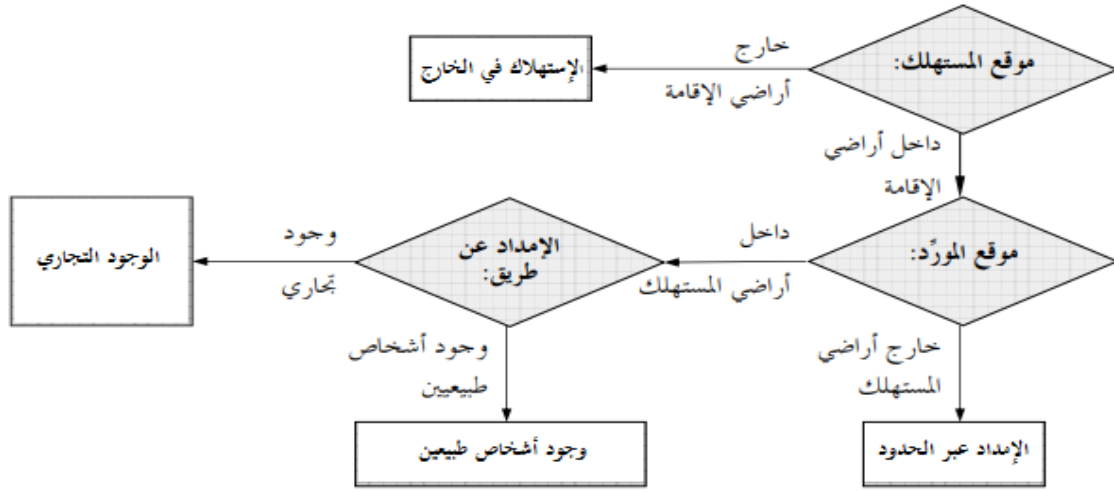 موقع المستهلك:
خارج
أراضي الإقامة
الإستهلاك في الخارج
داخل أراضي
الإقامة
موقع المورِّد:
داخل
أراضي المستهلك
الإمداد عن
طريق:
وجود
تجاري
الوجود التجاري
خارج أراضي
المستهلك
وجود أشخاص
طبيعيين
الإمداد عبر الحدود
وجود أشخاص طبيعين